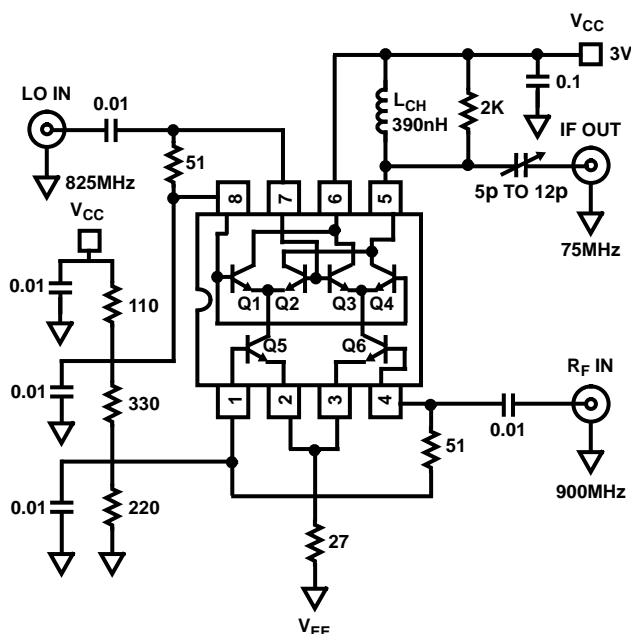 V_CC
3V
LO IN
0.01
L_CH
390nH
2K
0.1
IF OUT
51
825MHz
5p TO 12p
75MHz
V_CC
8
7
6
5
0.01
110
Q1
Q2
Q3
Q4
Q5
Q6
0.01
330
R_F IN
1
2
3
4
0.01
51
900MHz
0.01
220
27
V_EE